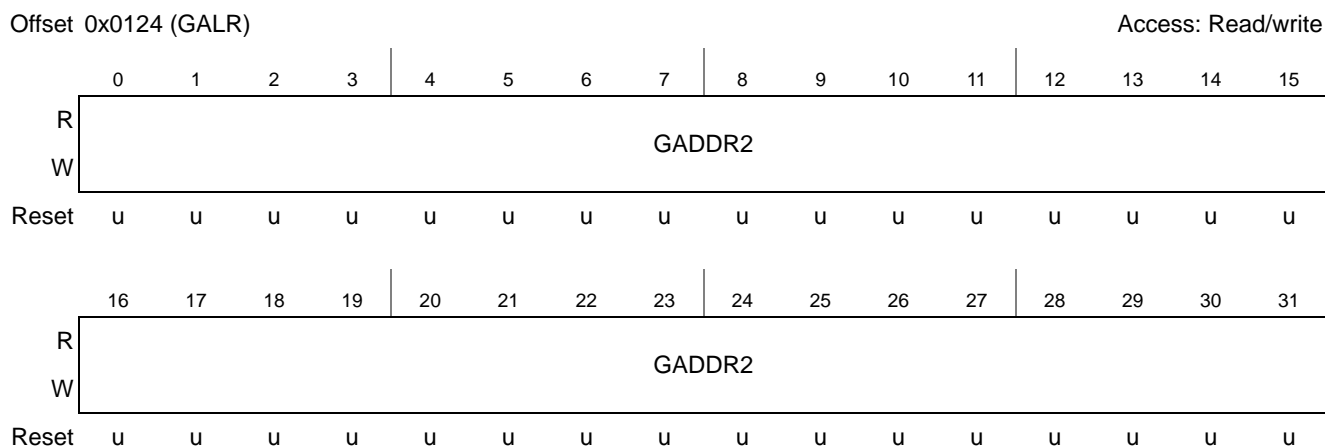 Offset 0x0124 (GALR) Access: Read/write
0 1 2 3 4 5 6 7 8 9 10 11 12 13 14 15
R
GADDR2
W
Reset u u u u u u u u u u u u u u u u
16 17 18 19 20 21 22 23 24 25 26 27 28 29 30 31
R
GADDR2
W
Reset u u u u u u u u u u u u u u u u